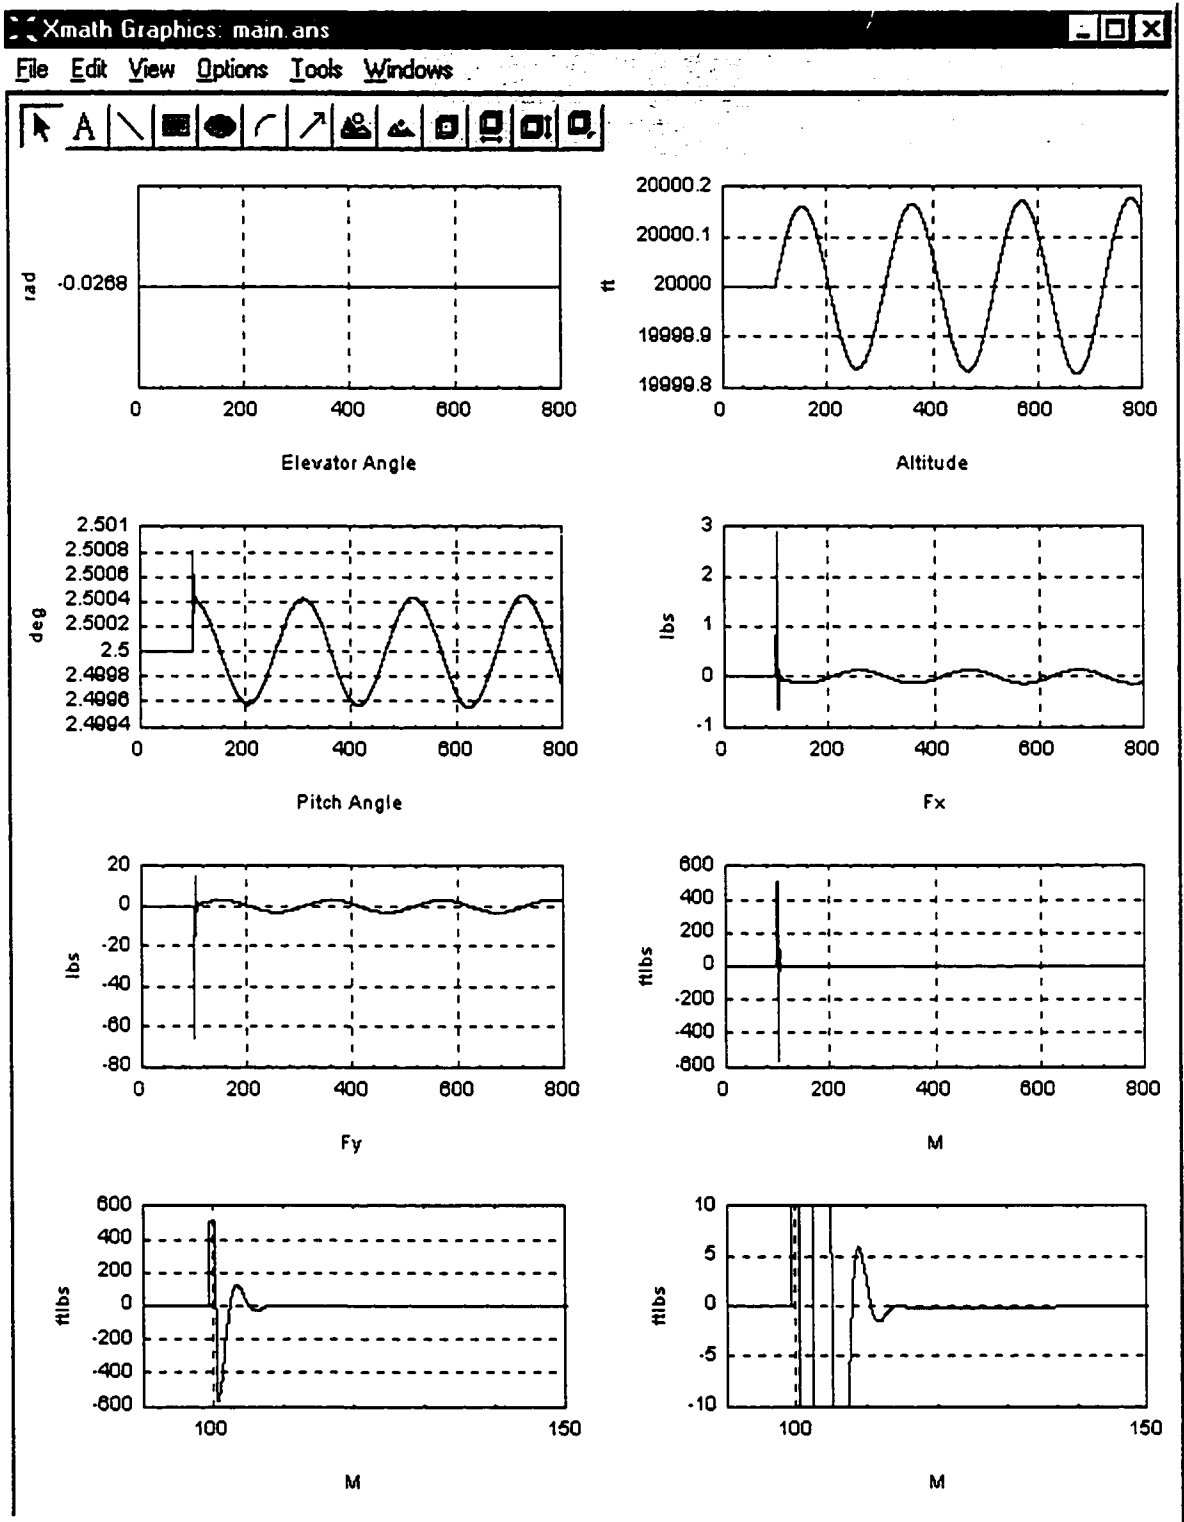 Xmath Graphics: main.ans
File Edit View Options Tools Windows
A
rad
-0.0268
0 200 400 600 800
Elevator Angle
ft
20000.2
20000.1
20000
19999.9
19999.8
0 200 400 600 800
Altitude
deg
2.501
2.5008
2.5006
2.5004
2.5002
2.5
2.4998
2.4996
2.4994
0 200 400 600 800
Pitch Angle
lbs
3
2
1
0
-1
0 200 400 600 800
Fx
lbs
20
0
-20
-40
-60
-80
0 200 400 600 800
Fy
ftlbs
600
400
200
0
-200
-400
-600
0 200 400 600 800
M
ftlbs
600
400
200
0
-200
-400
-600
100 150
M
ftlbs
10
5
0
-5
-10
100 150
M